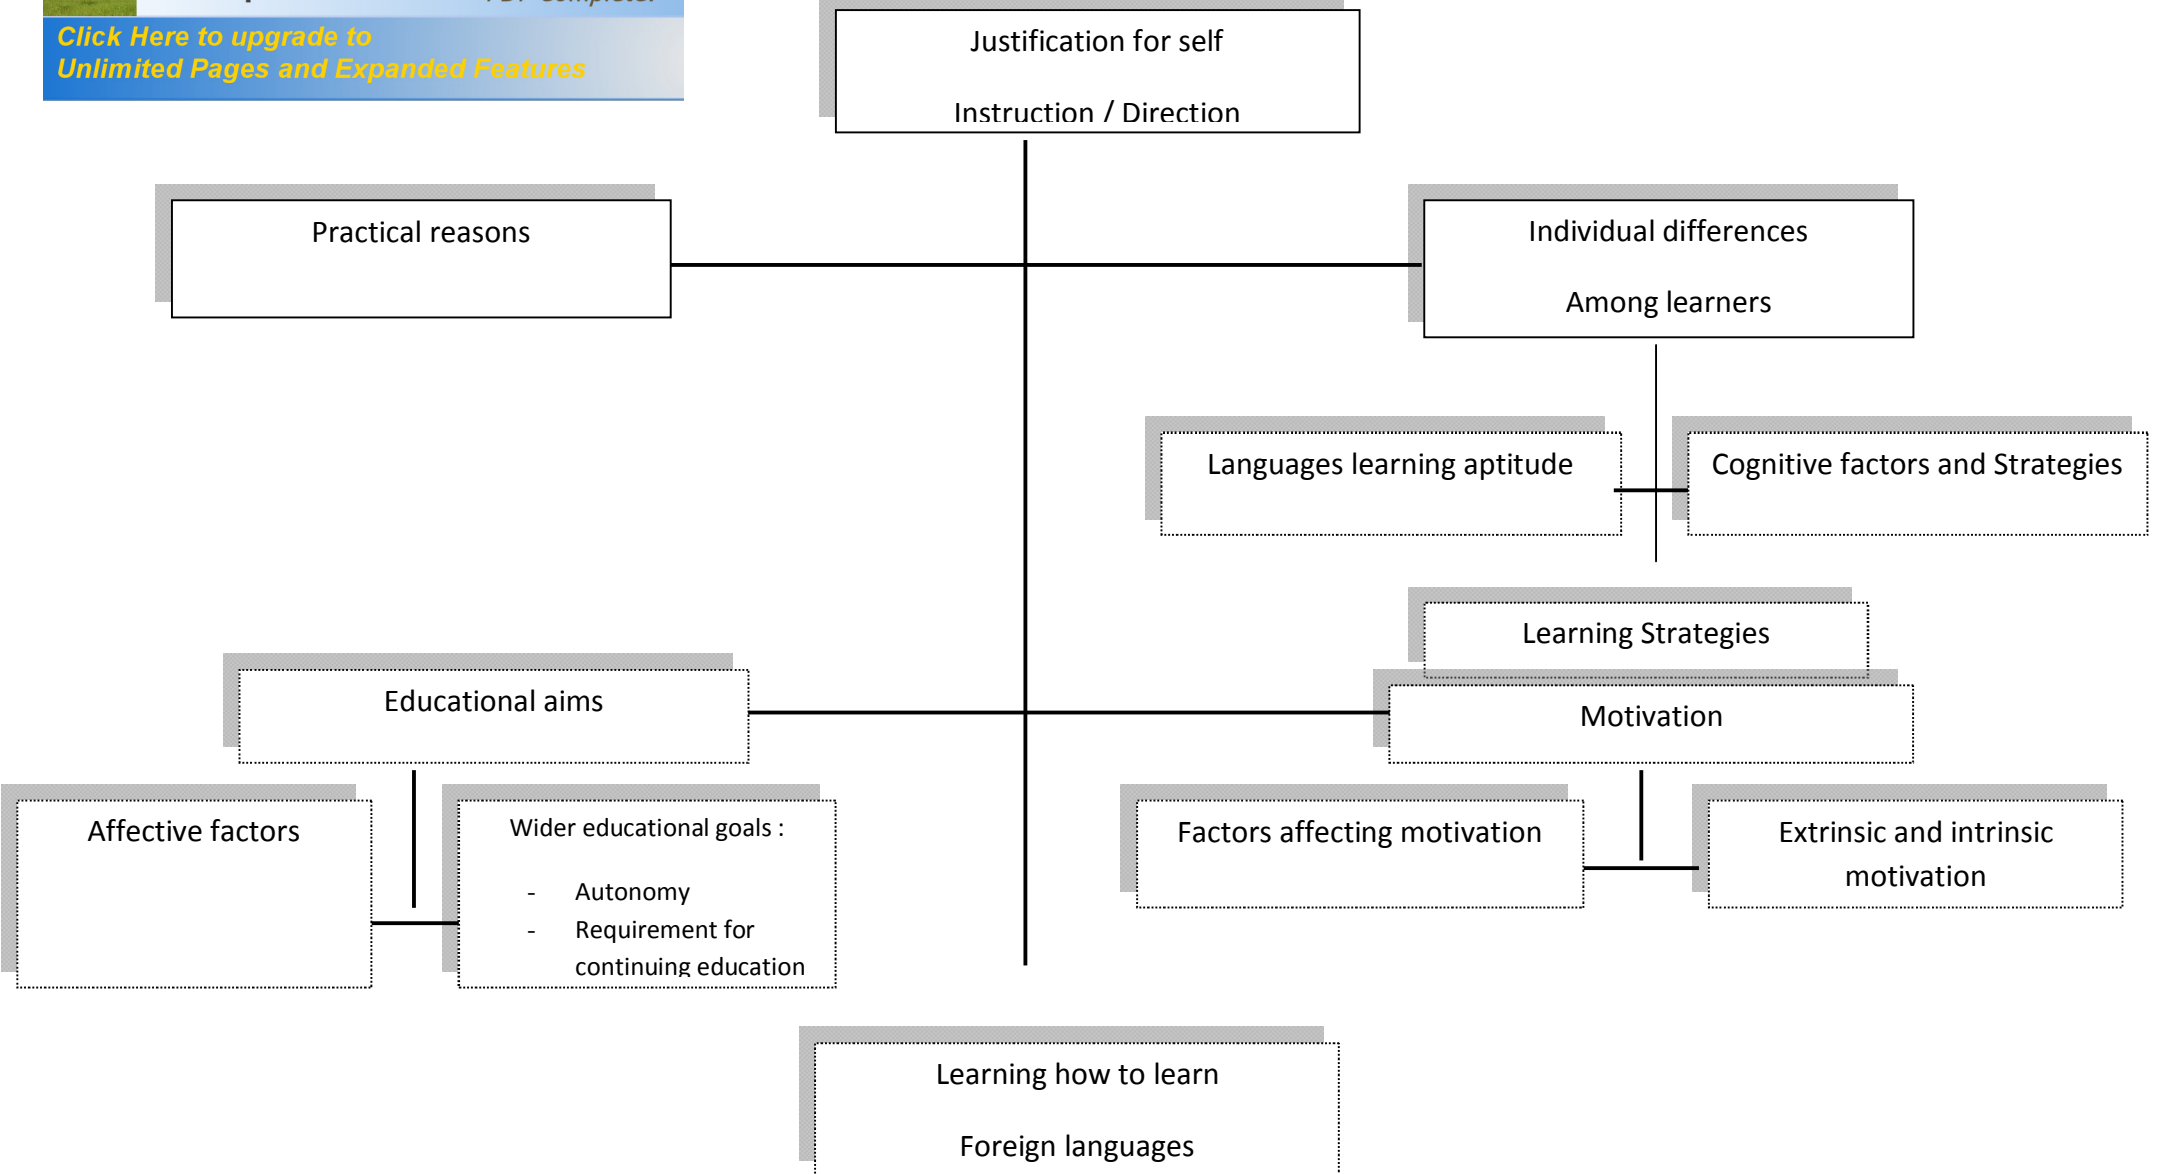 PDF Complete.
Click Here to upgrade to
Unlimited Pages and Expanded Features
Justification for self
Instruction / Direction
Practical reasons
Individual differences
Among learners
Languages learning aptitude
Cognitive factors and Strategies
Learning Strategies
Educational aims
Motivation
Affective factors
Wider educational goals :
- Autonomy
- Requirement for
continuing education
Factors affecting motivation
Extrinsic and intrinsic
motivation
Learning how to learn
Foreign languages